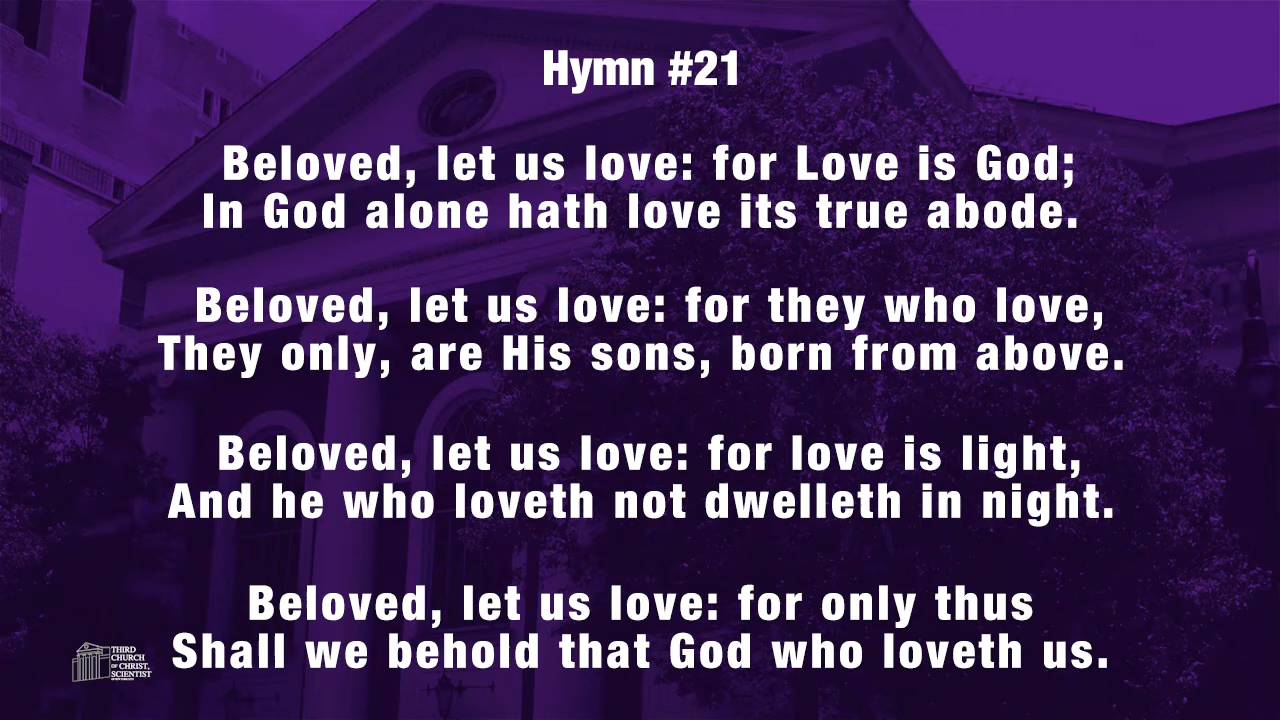 Hymn #21
Beloved, let us love: for Love is God;
In God alone hath love its true abode.
Beloved, let us love: for they who love,
They only, are His sons, born from above.
Beloved, let us love: for love is light,
And he who loveth not dwelleth in night.
Beloved, let us love: for only thus
Shall we behold that God who loveth us.
THIRD
CHURCH
OF CHRIST,
SCIENTIST